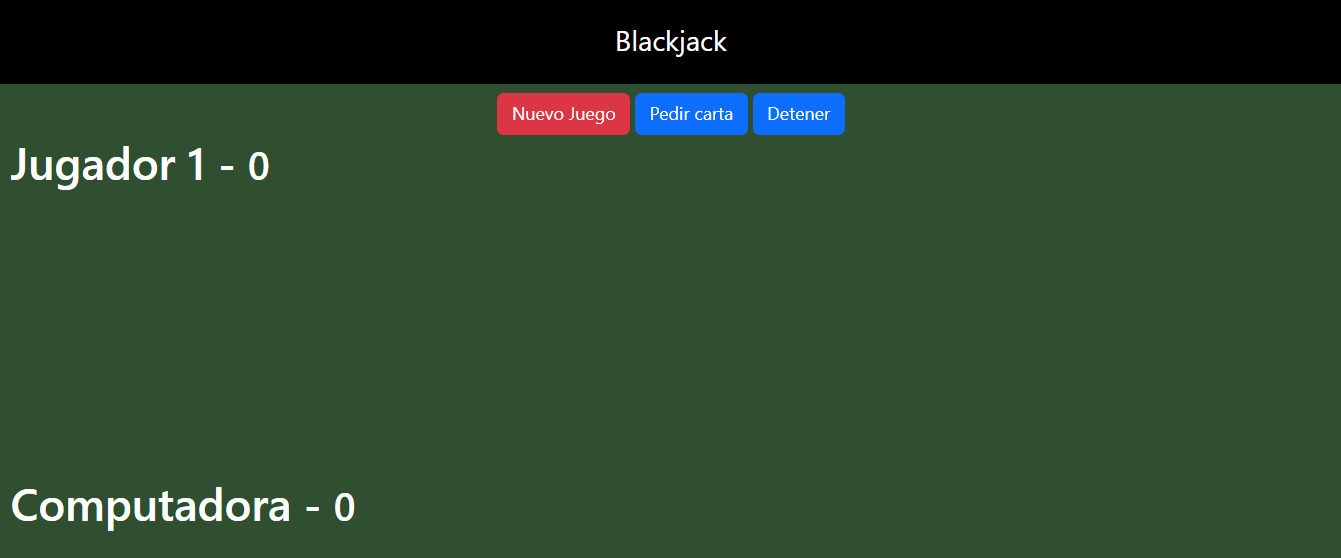 Blackjack
Nuevo Juego Pedir carta Detener
Jugador 1 - 0
Computadora - 0